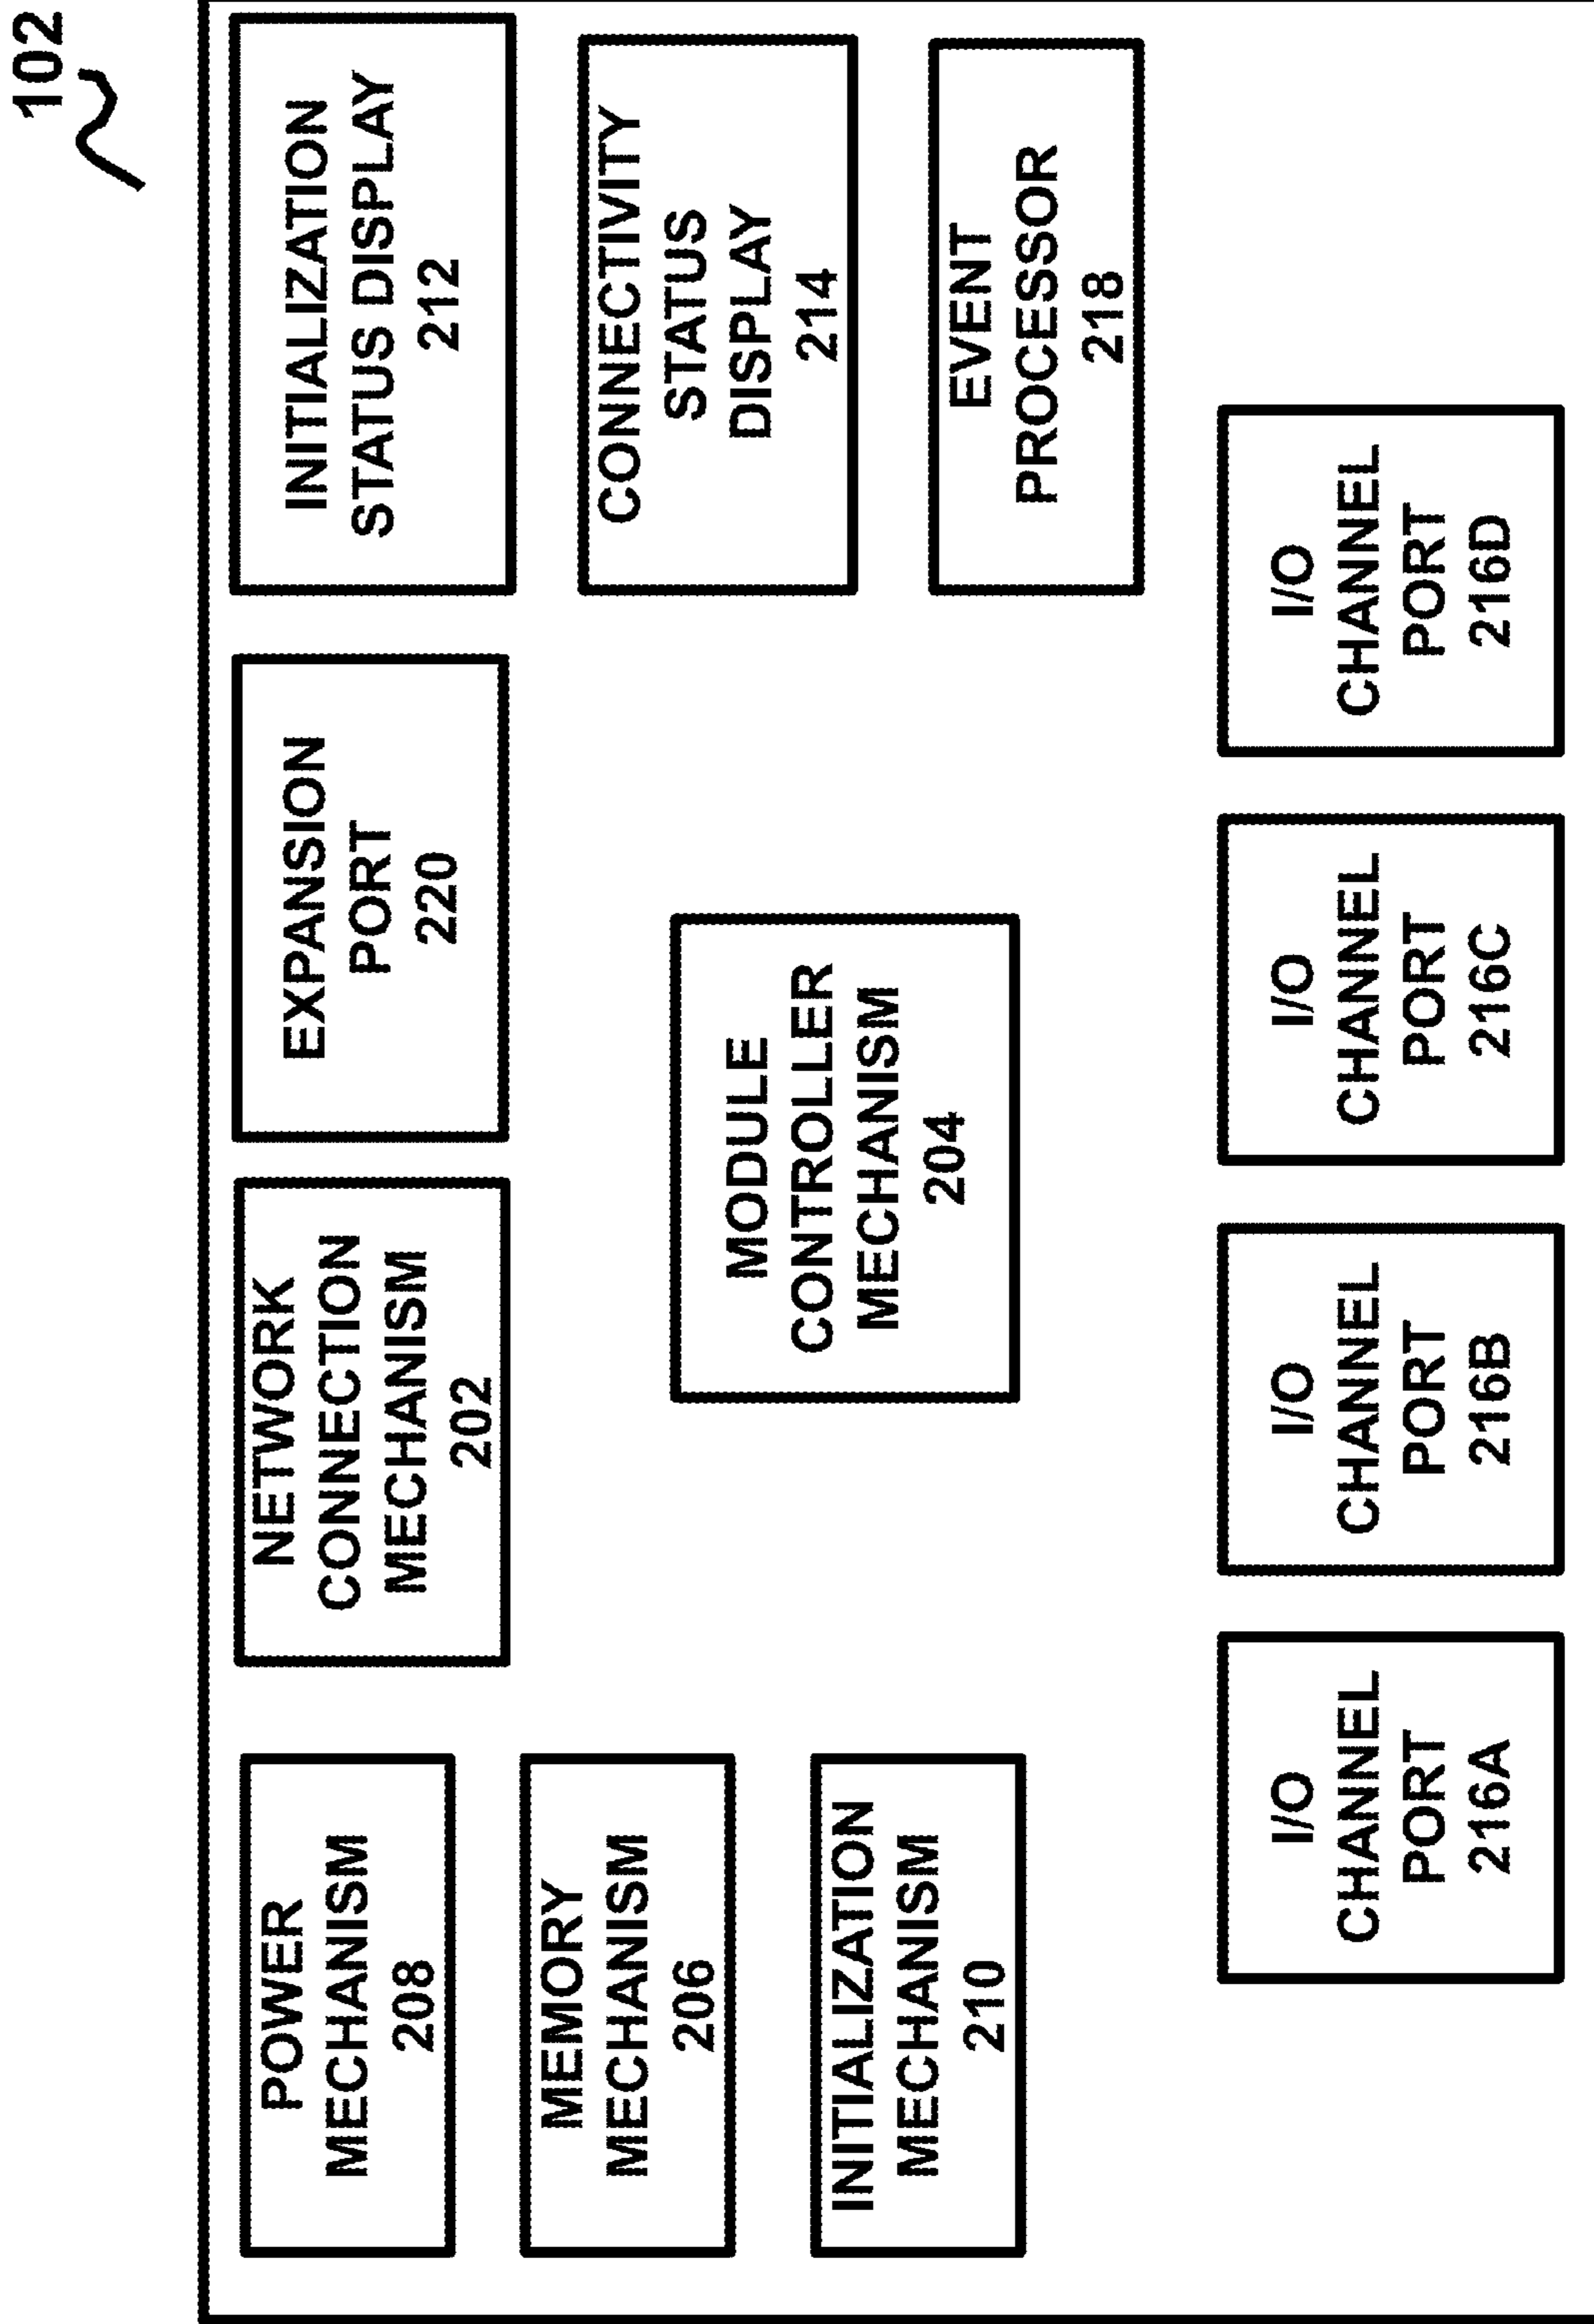 102
POWER
MECHANISM
208
NETWORK
CONNECTION
MECHANISM
202
EXPANSION
PORT
220
INITIALIZATION
STATUS DISPLAY
212
MEMORY
MECHANISM
206
CONNECTIVITY
STATUS
DISPLAY
214
MODULE
CONTROLLER
MECHANISM
204
INITIALIZATION
MECHANISM
210
EVENT
PROCESSOR
218
I/O
CHANNEL
PORT
216A
I/O
CHANNEL
PORT
216B
I/O
CHANNEL
PORT
216C
I/O
CHANNEL
PORT
216D